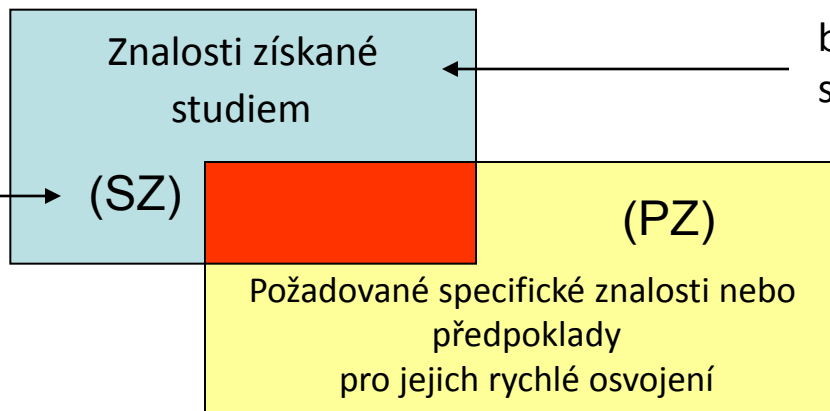 Znalosti získané
studiem
(SZ)
(PZ)
Požadované specifické znalosti nebo
předpoklady
pro jejich rychlé osvojení